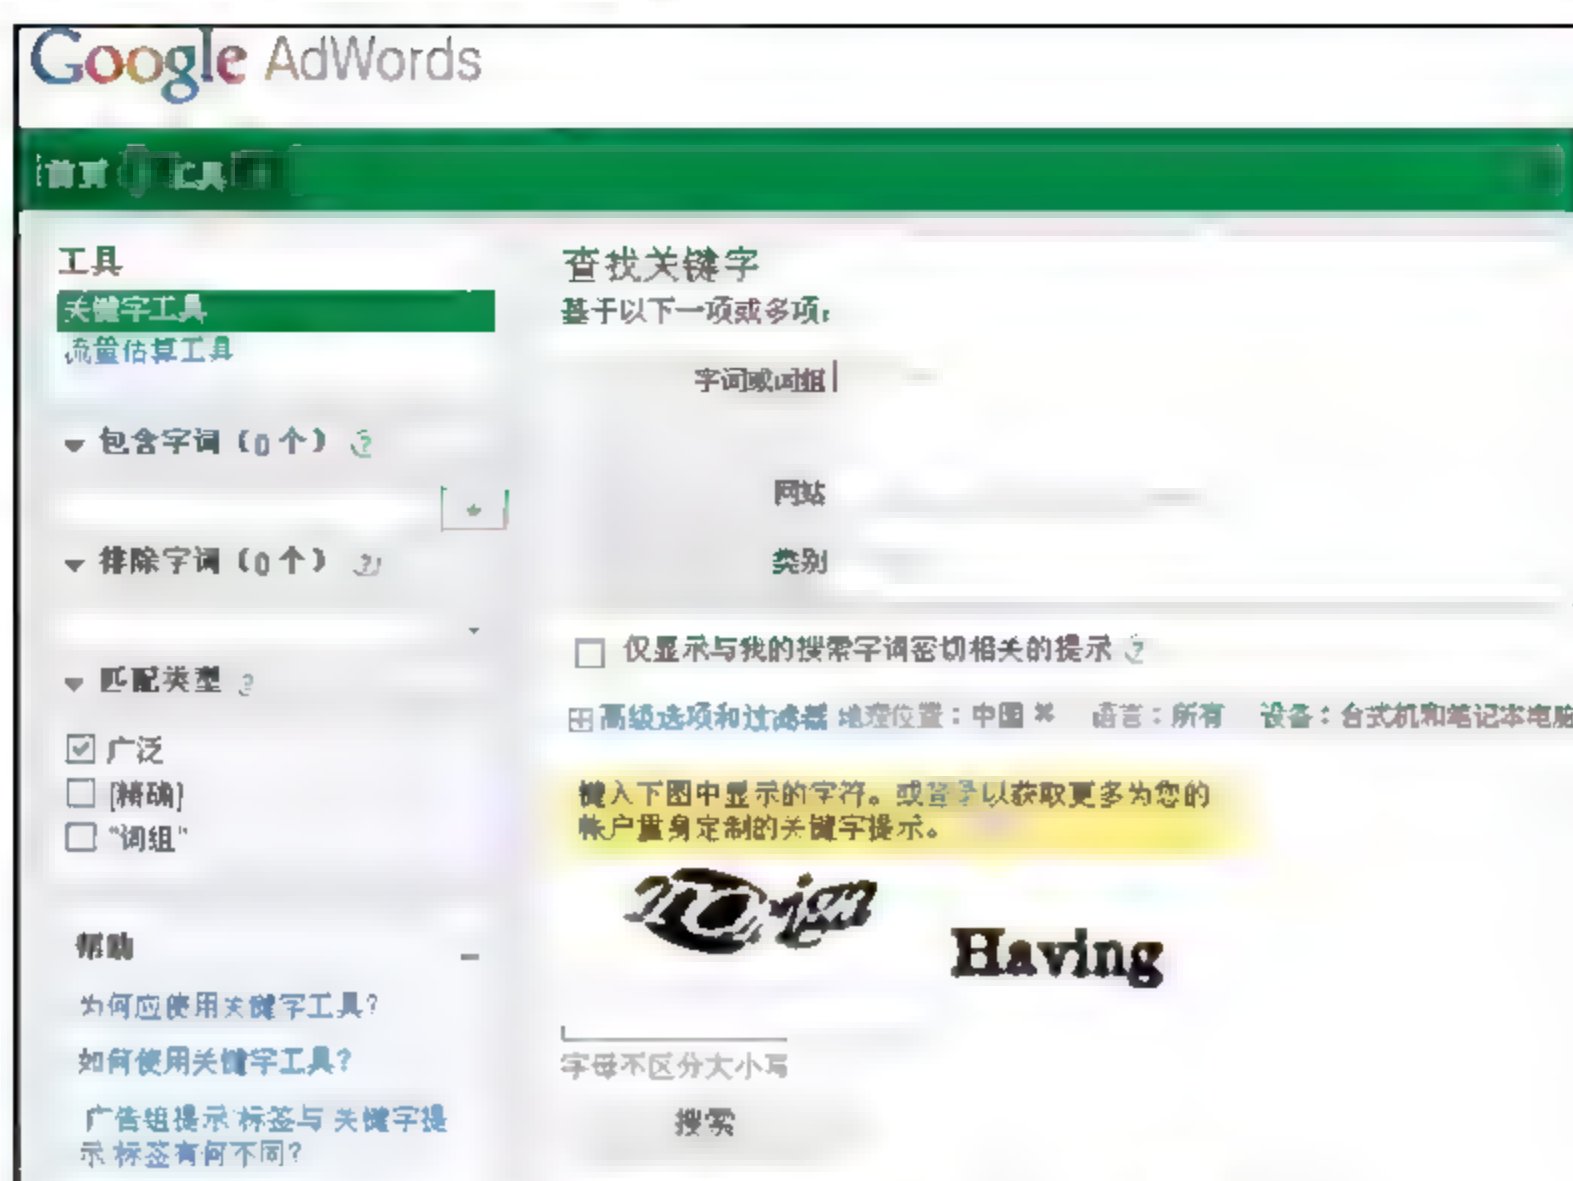 Google AdWords
首页 工具
工具
关键字工具
流量估算工具
包含字词（0个） ?
排除字词（0个） ?
匹配类型 ?
广泛
[精确]
"词组"
帮助
为何应使用关键字工具?
如何使用关键字工具?
广告组提示 标签与 关键字提
示 标签有何不同?
查找关键字
基于以下一项或多项:
字词或词组
网站
类别
仅显示与我的搜索字词密切相关的提示 ?
高级选项和过滤器 地理位置：中国 × 语言：所有 设备：台式机和笔记本电脑
键入下图中显示的字符。或登录以获取更多为您的
帐户量身定制的关键字提示。
Having
字母不区分大小写
搜索